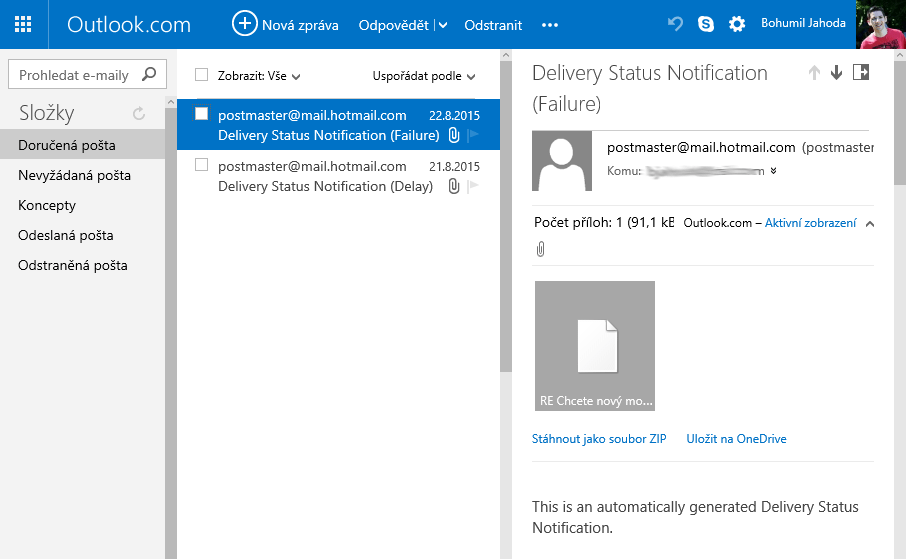 Outlook.com
Nová zpráva
Odpovědět
Odstranit
Bohumil Jahoda
Prohledat e-maily
Složky
Doručená pošta
Nevyžádaná pošta
Koncepty
Odeslaná pošta
Odstraněná pošta
Zobrazit: Vše
Uspořádat podle
postmaster@mail.hotmail.com 22.8.2015
Delivery Status Notification (Failure)
postmaster@mail.hotmail.com 21.8.2015
Delivery Status Notification (Delay)
Delivery Status Notification
(Failure)
postmaster@mail.hotmail.com (postmaster
Komu:
Počet příloh: 1 (91,1 kB
Outlook.com – Aktivní zobrazení
RE Chcete nový mo...
Stáhnout jako soubor ZIP
Uložit na OneDrive
This is an automatically generated Delivery Status
Notification.